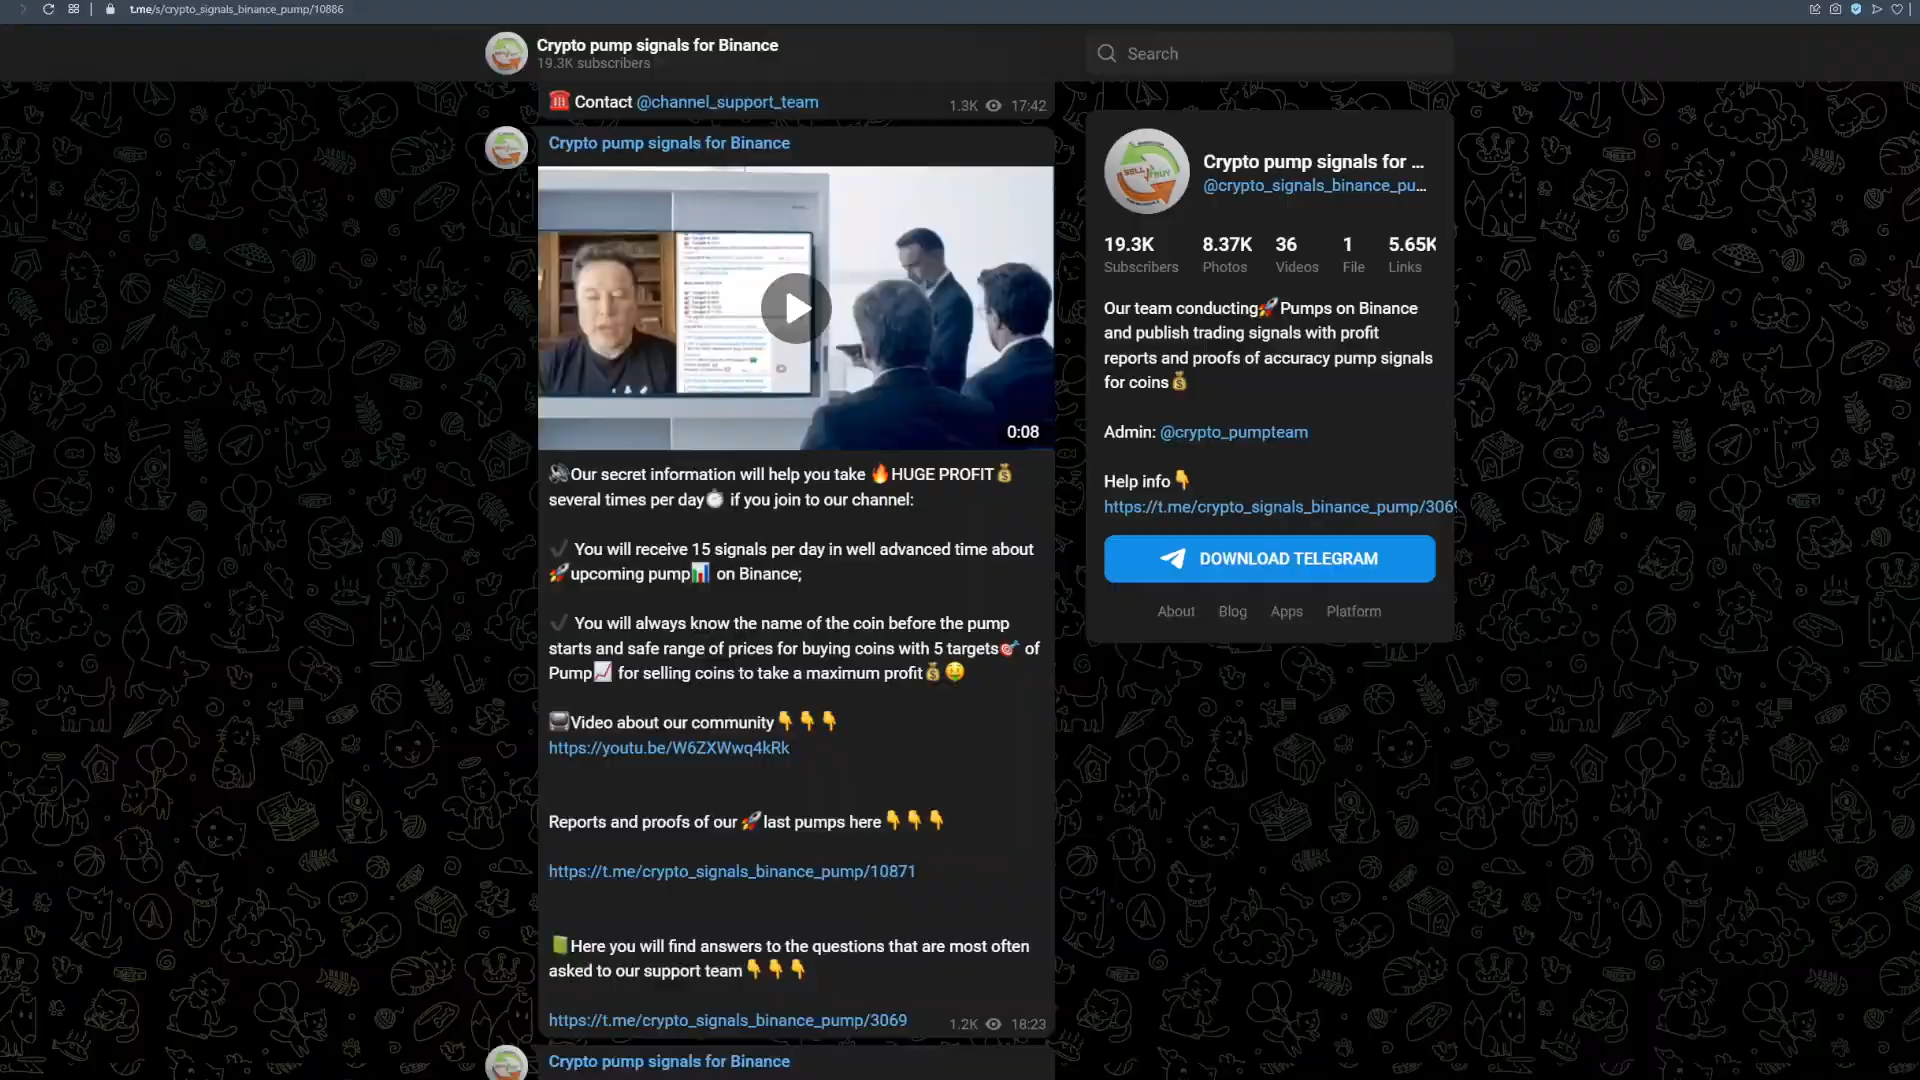 t.me/s/crypto_signals_binance_pump/10886
Crypto pump signals for Binance
19.3K subscribers
Search
☎️ Contact @channel_support_team
1.3K 17:42
Crypto pump signals for Binance
0:08
🔊Our secret information will help you take 🔥HUGE PROFIT💰
several times per day⏱ if you join to our channel:
✔️ You will receive 15 signals per day in well advanced time about
🚀upcoming pump📊 on Binance;
✔️ You will always know the name of the coin before the pump
starts and safe range of prices for buying coins with 5 targets🎯 of
Pump📈 for selling coins to take a maximum profit💰🤑
📺Video about our community👇👇👇
https://youtu.be/W6ZXWwq4kRk
Reports and proofs of our 🚀last pumps here👇👇👇
https://t.me/crypto_signals_binance_pump/10871
📗Here you will find answers to the questions that are most often
asked to our support team👇👇👇
https://t.me/crypto_signals_binance_pump/3069
1.2K 18:23
Crypto pump signals for Binance
SELL BUY
Crypto pump signals for ...
@crypto_signals_binance_pu...
19.3K 8.37K 36 1 5.65K
Subscribers Photos Videos File Links
Our team conducting🚀Pumps on Binance
and publish trading signals with profit
reports and proofs of accuracy pump signals
for coins💰
Admin: @crypto_pumpteam
Help info👇
https://t.me/crypto_signals_binance_pump/306
DOWNLOAD TELEGRAM
About Blog Apps Platform